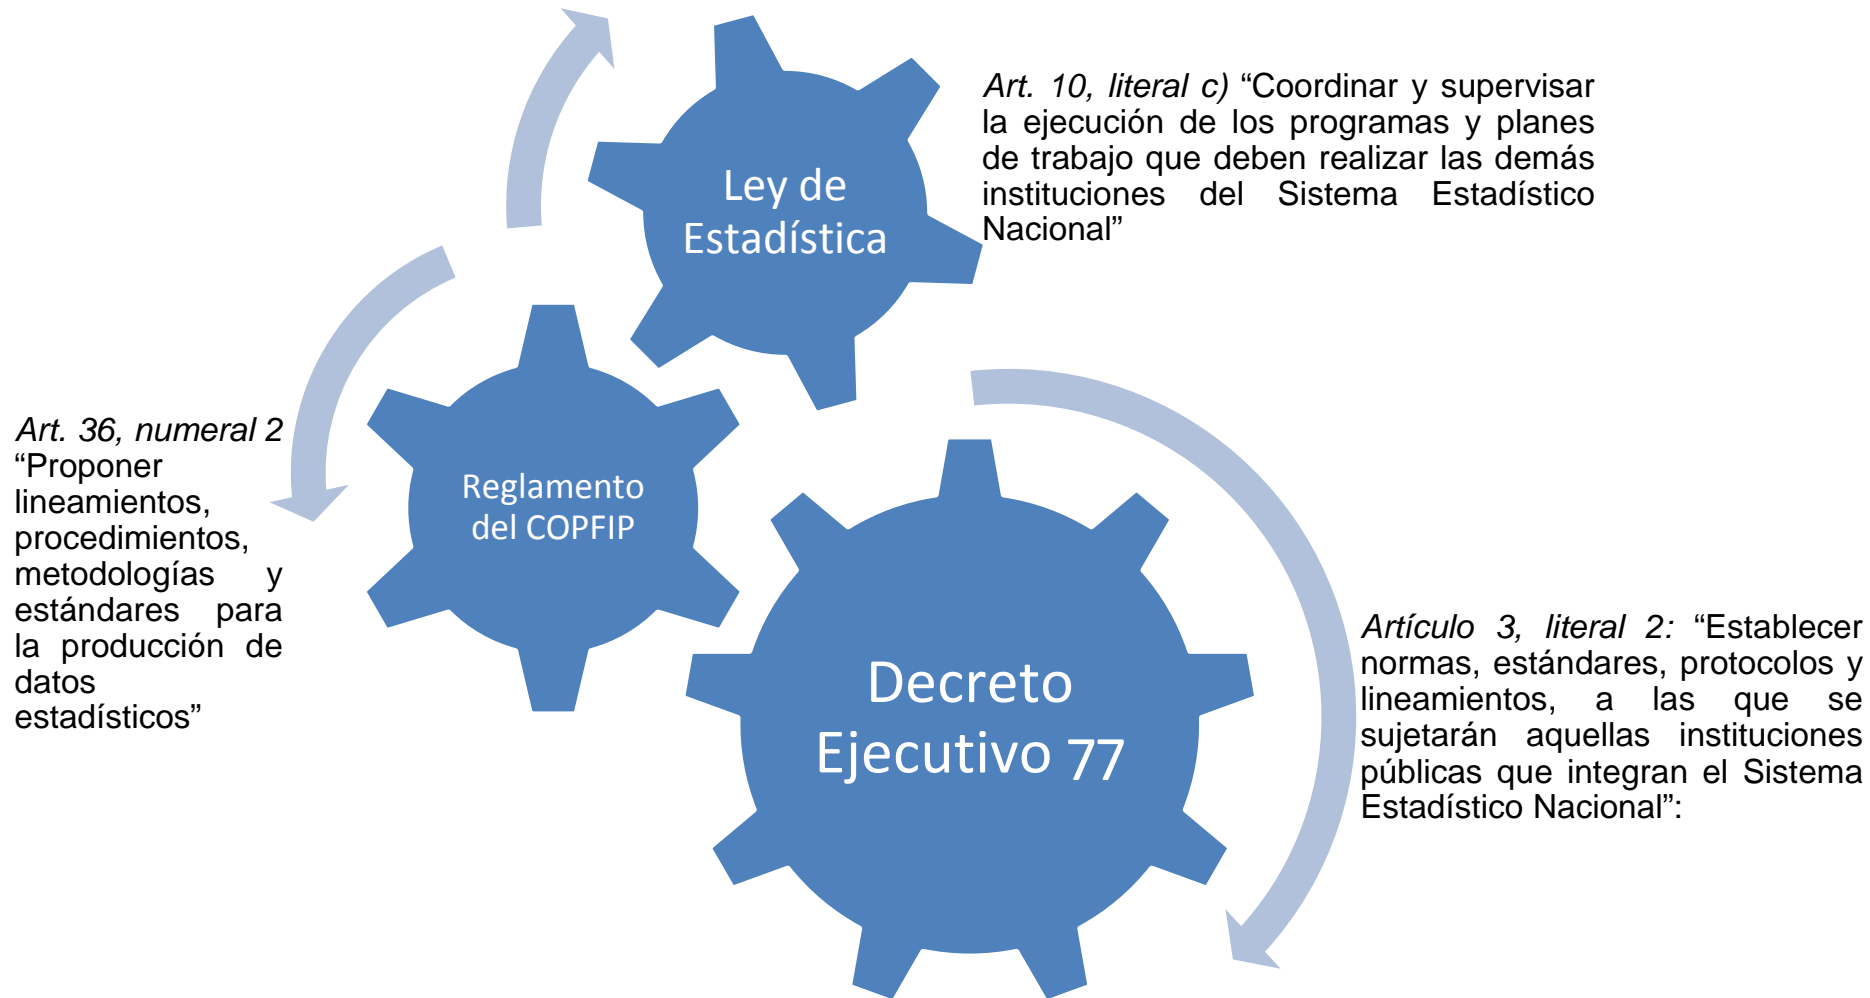 Ley de
Estadística
Art. 10, literal c) “Coordinar y supervisar
la ejecución de los programas y planes
de trabajo que deben realizar las demás
instituciones del Sistema Estadístico
Nacional”
Reglamento
del COPFIP
Art. 36, numeral 2
“Proponer
lineamientos,
procedimientos,
metodologías y
estándares para
la producción de
datos
estadísticos”
Decreto
Ejecutivo 77
Artículo 3, literal 2: “Establecer
normas, estándares, protocolos y
lineamientos, a las que se
sujetarán aquellas instituciones
públicas que integran el Sistema
Estadístico Nacional”: